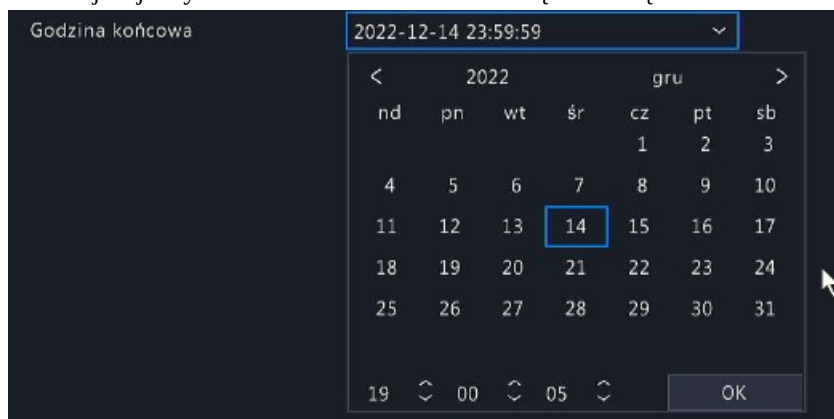 Godzina końcowa 2022-12-14 23:59:59
< 2022 gru >
nd pn wt śr cz pt sb
1 2 3
4 5 6 7 8 9 10
11 12 13 14 15 16 17
18 19 20 21 22 23 24
25 26 27 28 29 30 31
19 00 05 OK